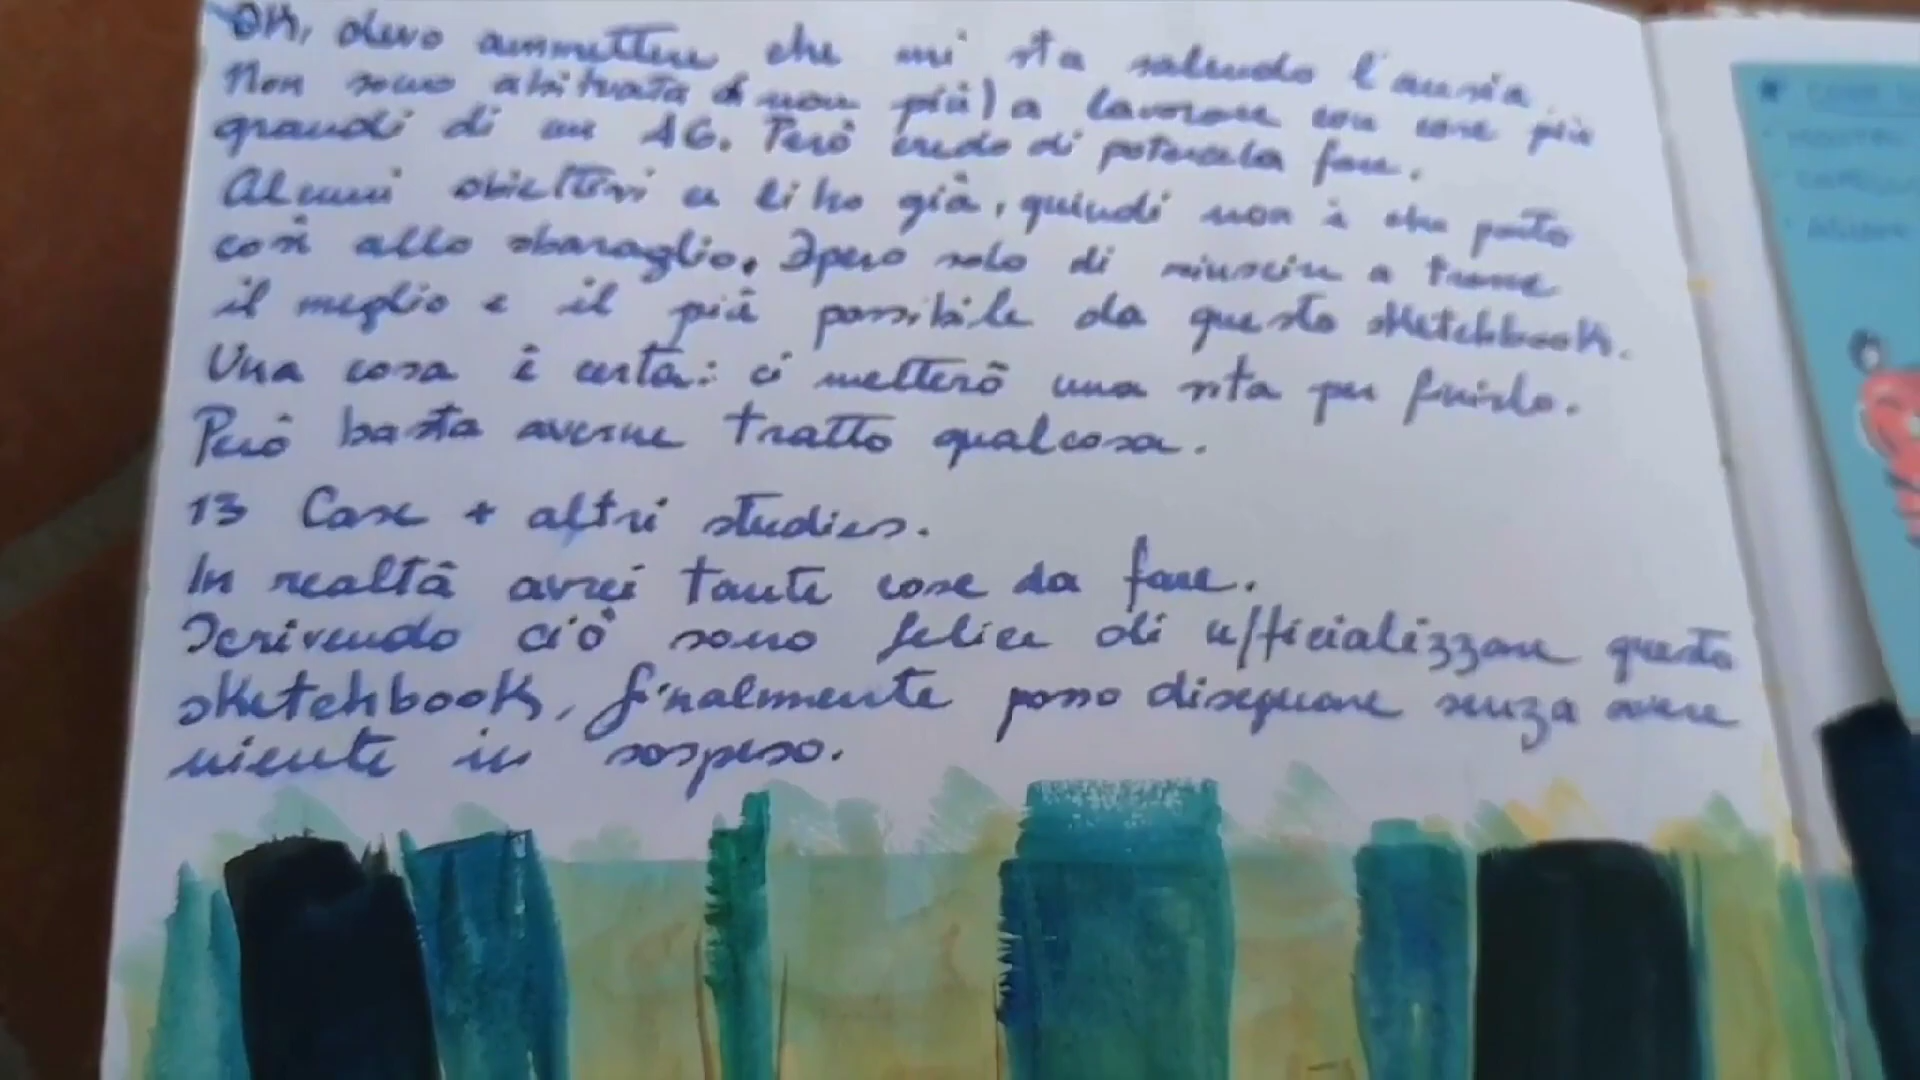 OK, devo ammettere che mi sta salendo l'ansia.
Non sono abituata (o non più) a lavorare con cose più
grandi di un A6. Però credo di potercela fare.
Alcuni obiettivi ce li ho già, quindi non è che parto
così allo sbaraglio. Spero solo di riuscire a trarre
il meglio e il più possibile da questo sketchbook.
Una cosa è certa: ci metterò una vita per finirlo.
Però basta averne tratto qualcosa.
13 Case + altri studies.
In realtà avrei tante cose da fare.
Scrivendo ciò sono felice di ufficializzare questo
sketchbook, finalmente posso disegnare senza avere
niente in sospeso.